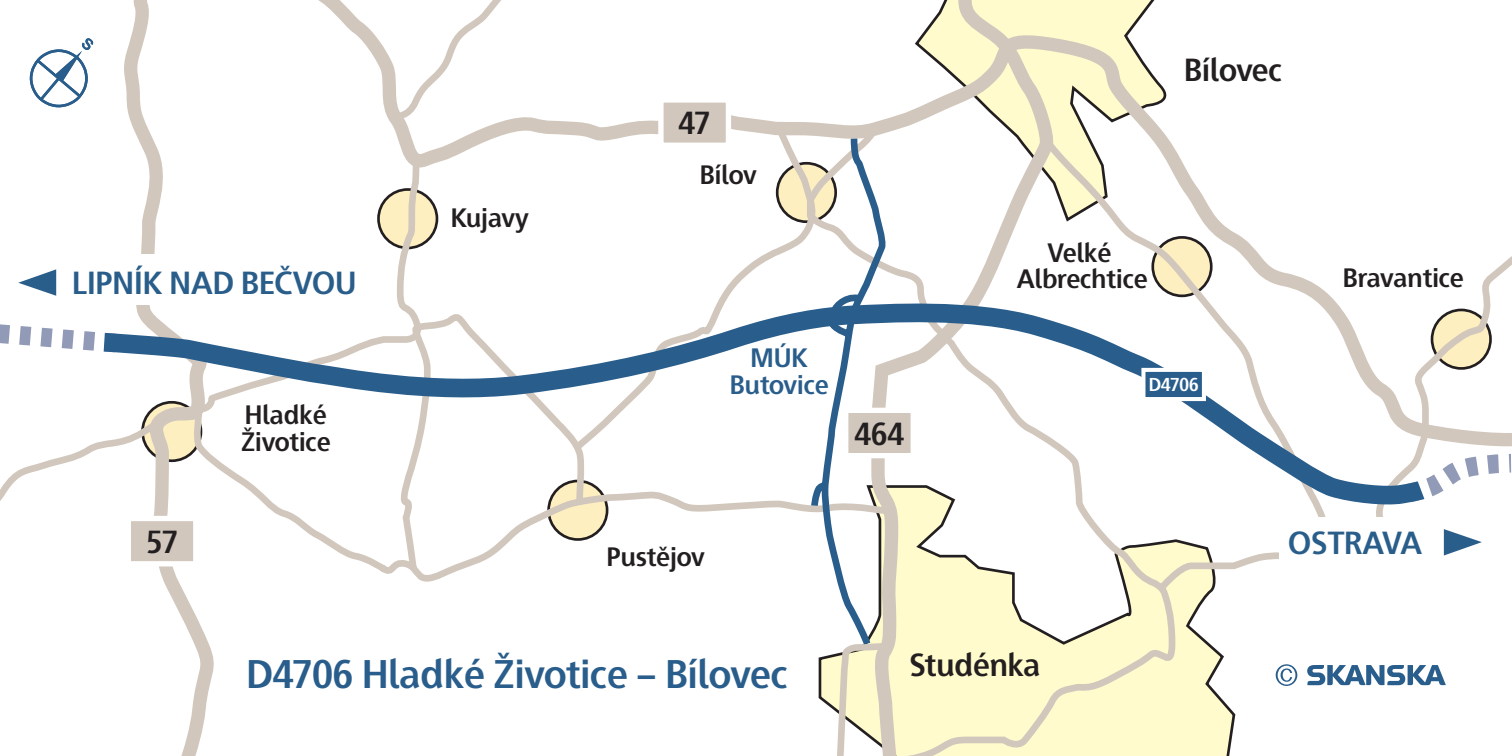 S
Bílovec
47
Bílov
Kujavy
Velké
Albrechtice
Bravantice
LIPNÍK NAD BEČVOU
MÚK
Butovice
D4706
Hladké
Životice
464
57
Pustějov
OSTRAVA
D4706 Hladké Životice – Bílovec
Studénka
© SKANSKA